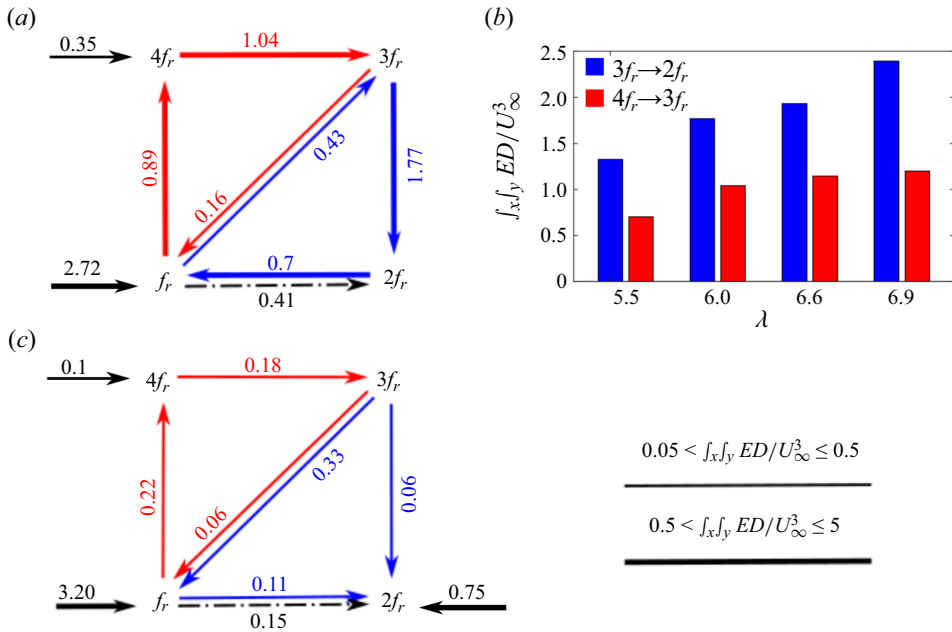 (a)
0.35
4f_r
1.04
3f_r
0.89
0.16
0.43
1.77
2.72
f_r
0.7
0.41
2f_r
(b)
∫_x∫_y ED/U_∞^3
2.5
2.0
1.5
1.0
0.5
0
3f_r→2f_r
4f_r→3f_r
5.5 6.0 6.6 6.9
λ
(c)
0.1
4f_r
0.18
3f_r
0.22
0.06
0.33
0.06
3.20
f_r
0.11
0.15
2f_r
0.75
0.05 < ∫_x∫_y ED/U_∞^3 ≤ 0.5
0.5 < ∫_x∫_y ED/U_∞^3 ≤ 5